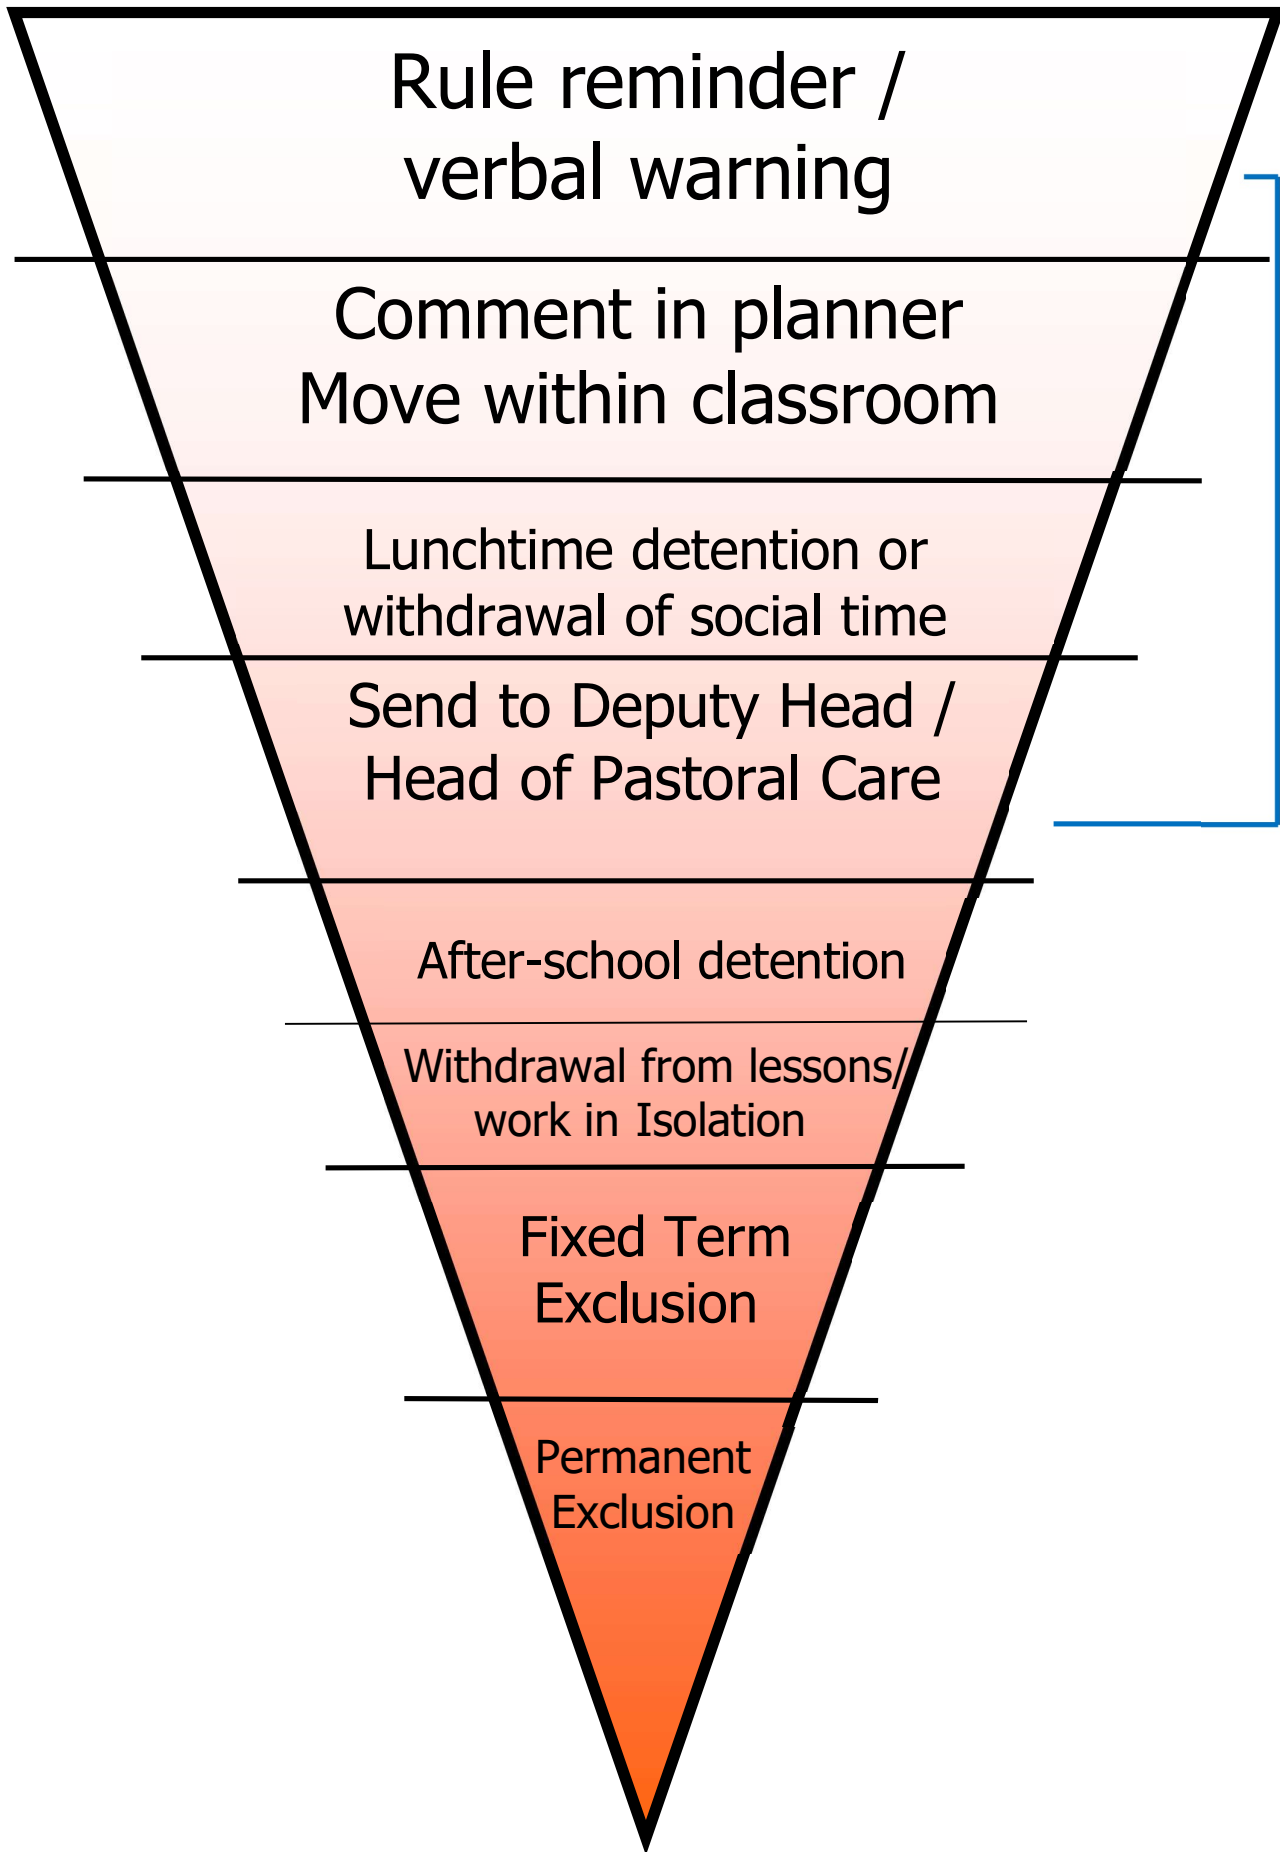 Rule reminder /
verbal warning
Comment in planner
Move within classroom
Lunchtime detention or
withdrawal of social time
Send to Deputy Head /
Head of Pastoral Care
After-school detention
Withdrawal from lessons/
work in Isolation
Fixed Term
Exclusion
Permanent
Exclusion